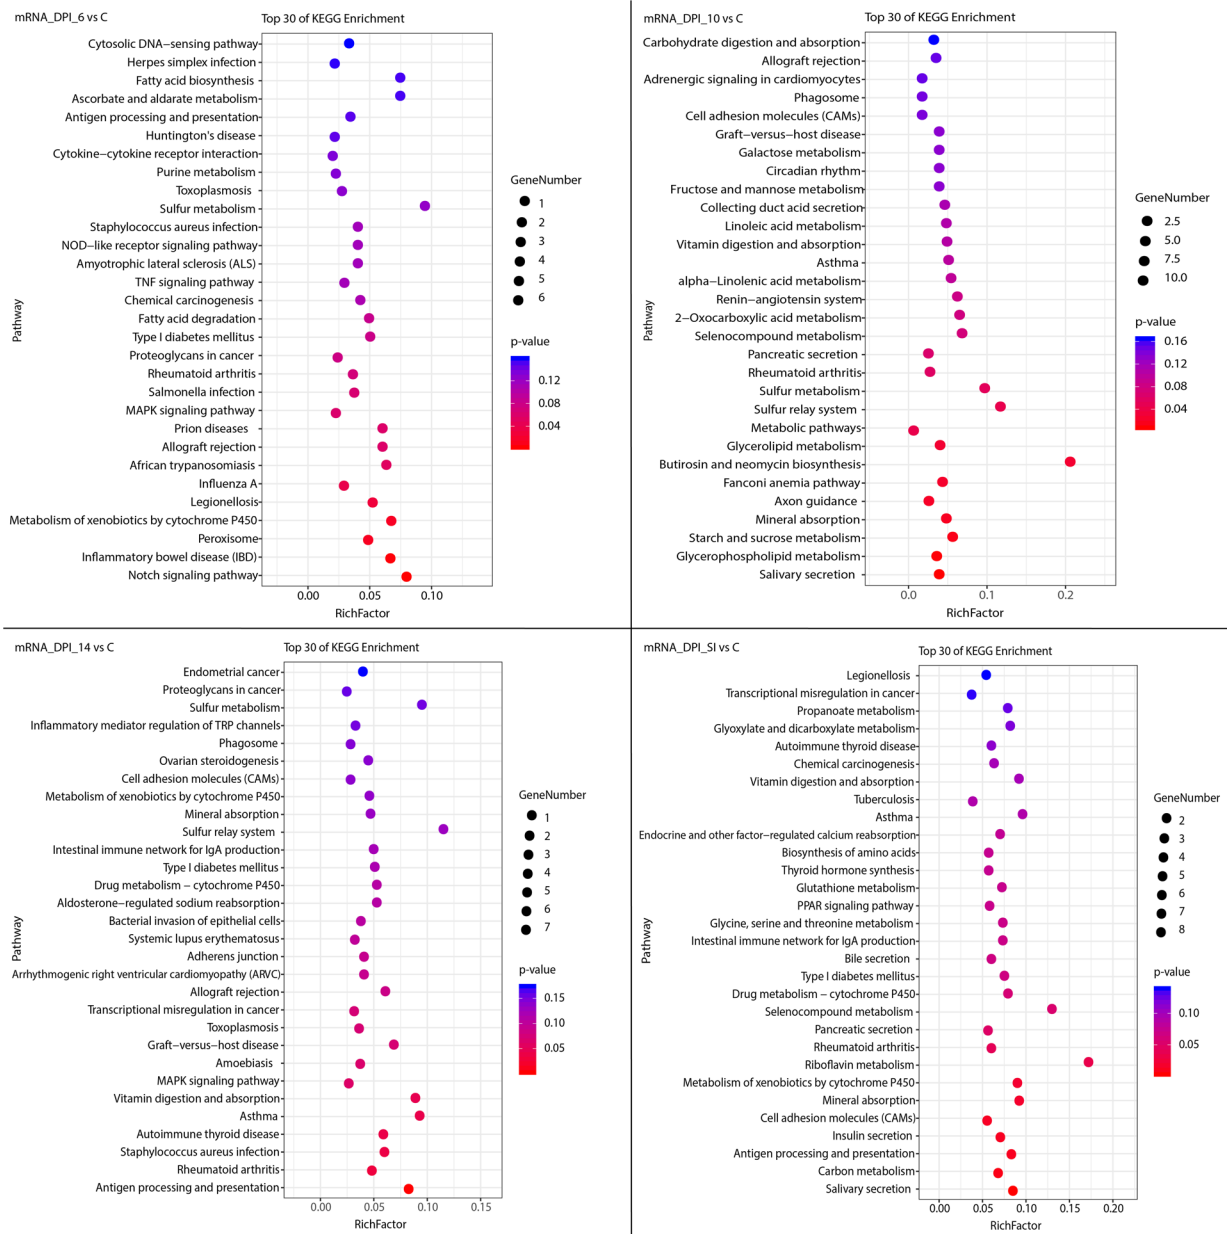 mRNA_DPI_6 vs C
Top 30 of KEGG Enrichment
Cytosolic DNA−sensing pathway
Herpes simplex infection
Fatty acid biosynthesis
Ascorbate and aldarate metabolism
Antigen processing and presentation
Huntington's disease
Cytokine−cytokine receptor interaction
Purine metabolism
Toxoplasmosis
Sulfur metabolism
Staphylococcus aureus infection
NOD−like receptor signaling pathway
Amyotrophic lateral sclerosis (ALS)
TNF signaling pathway
Chemical carcinogenesis
Fatty acid degradation
Type I diabetes mellitus
Proteoglycans in cancer
Rheumatoid arthritis
Salmonella infection
MAPK signaling pathway
Prion diseases
Allograft rejection
African trypanosomiasis
Influenza A
Legionellosis
Metabolism of xenobiotics by cytochrome P450
Peroxisome
Inflammatory bowel disease (IBD)
Notch signaling pathway
Pathway
0.00 0.05 0.10
RichFactor
GeneNumber
1
2
3
4
5
6
p-value
0.12
0.08
0.04
mRNA_DPI_10 vs C
Top 30 of KEGG Enrichment
Carbohydrate digestion and absorption
Allograft rejection
Adrenergic signaling in cardiomyocytes
Phagosome
Cell adhesion molecules (CAMs)
Graft−versus−host disease
Galactose metabolism
Circadian rhythm
Fructose and mannose metabolism
Collecting duct acid secretion
Linoleic acid metabolism
Vitamin digestion and absorption
Asthma
alpha−Linolenic acid metabolism
Renin−angiotensin system
2−Oxocarboxylic acid metabolism
Selenocompound metabolism
Pancreatic secretion
Rheumatoid arthritis
Sulfur metabolism
Sulfur relay system
Metabolic pathways
Glycerolipid metabolism
Butirosin and neomycin biosynthesis
Fanconi anemia pathway
Axon guidance
Mineral absorption
Starch and sucrose metabolism
Glycerophospholipid metabolism
Salivary secretion
Pathway
0.0 0.1 0.2
RichFactor
GeneNumber
2.5
5.0
7.5
10.0
p-value
0.16
0.12
0.08
0.04
mRNA_DPI_14 vs C
Top 30 of KEGG Enrichment
Endometrial cancer
Proteoglycans in cancer
Sulfur metabolism
Inflammatory mediator regulation of TRP channels
Phagosome
Ovarian steroidogenesis
Cell adhesion molecules (CAMs)
Metabolism of xenobiotics by cytochrome P450
Mineral absorption
Sulfur relay system
Intestinal immune network for IgA production
Type I diabetes mellitus
Drug metabolism − cytochrome P450
Aldosterone−regulated sodium reabsorption
Bacterial invasion of epithelial cells
Systemic lupus erythematosus
Adherens junction
Arrhythmogenic right ventricular cardiomyopathy (ARVC)
Allograft rejection
Transcriptional misregulation in cancer
Toxoplasmosis
Graft−versus−host disease
Amoebiasis
MAPK signaling pathway
Vitamin digestion and absorption
Asthma
Autoimmune thyroid disease
Staphylococcus aureus infection
Rheumatoid arthritis
Antigen processing and presentation
Pathway
0.00 0.05 0.10 0.15
RichFactor
GeneNumber
1
2
3
4
5
6
7
p-value
0.15
0.10
0.05
mRNA_DPI_SI vs C
Top 30 of KEGG Enrichment
Legionellosis
Transcriptional misregulation in cancer
Propanoate metabolism
Glyoxylate and dicarboxylate metabolism
Autoimmune thyroid disease
Chemical carcinogenesis
Vitamin digestion and absorption
Tuberculosis
Asthma
Endocrine and other factor−regulated calcium reabsorption
Biosynthesis of amino acids
Thyroid hormone synthesis
Glutathione metabolism
PPAR signaling pathway
Glycine, serine and threonine metabolism
Intestinal immune network for IgA production
Bile secretion
Type I diabetes mellitus
Drug metabolism − cytochrome P450
Selenocompound metabolism
Pancreatic secretion
Rheumatoid arthritis
Riboflavin metabolism
Metabolism of xenobiotics by cytochrome P450
Mineral absorption
Cell adhesion molecules (CAMs)
Insulin secretion
Antigen processing and presentation
Carbon metabolism
Salivary secretion
Pathway
0.00 0.05 0.10 0.15 0.20
RichFactor
GeneNumber
2
3
4
5
6
7
8
p-value
0.10
0.05